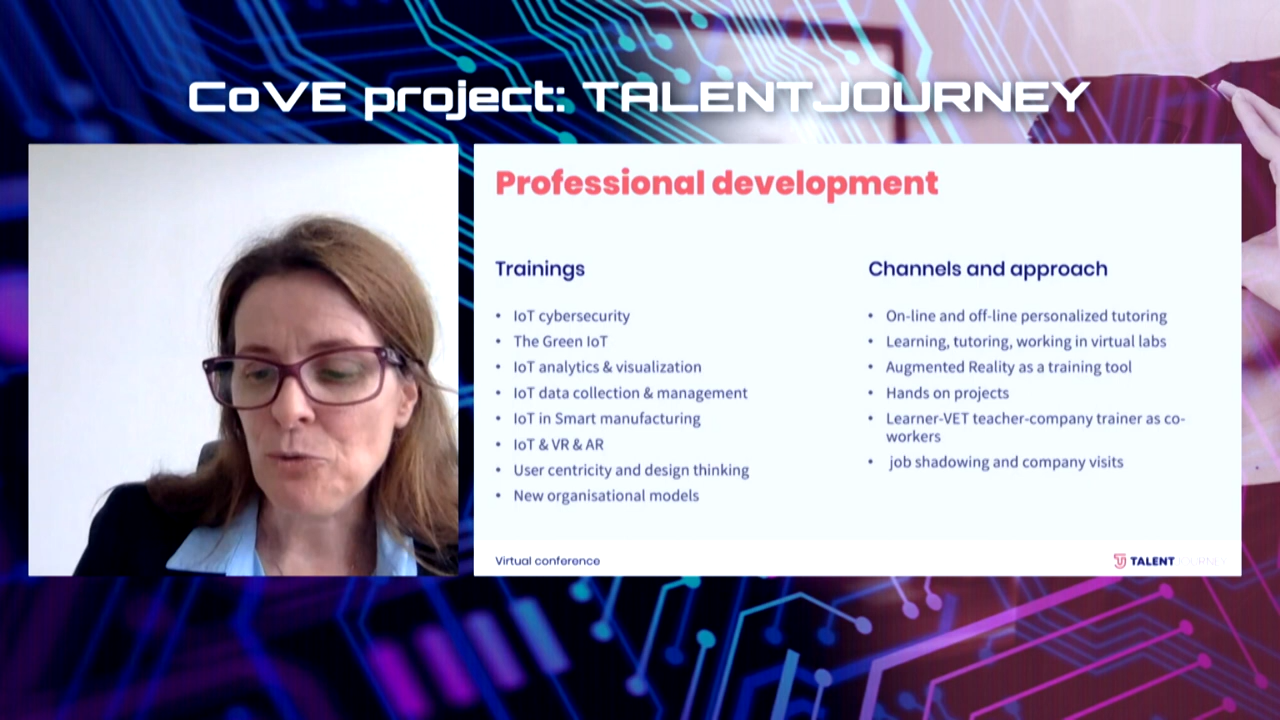 CoVE project: TALENTJOURNEY
Professional development
Trainings
• IoT cybersecurity
• The Green IoT
• IoT analytics & visualization
• IoT data collection & management
• IoT in Smart manufacturing
• IoT & VR & AR
• User centricity and design thinking
• New organisational models
Channels and approach
• On-line and off-line personalized tutoring
• Learning, tutoring, working in virtual labs
• Augmented Reality as a training tool
• Hands on projects
• Learner-VET teacher-company trainer as co-
workers
• job shadowing and company visits
Virtual conference
TALENTJOURNEY